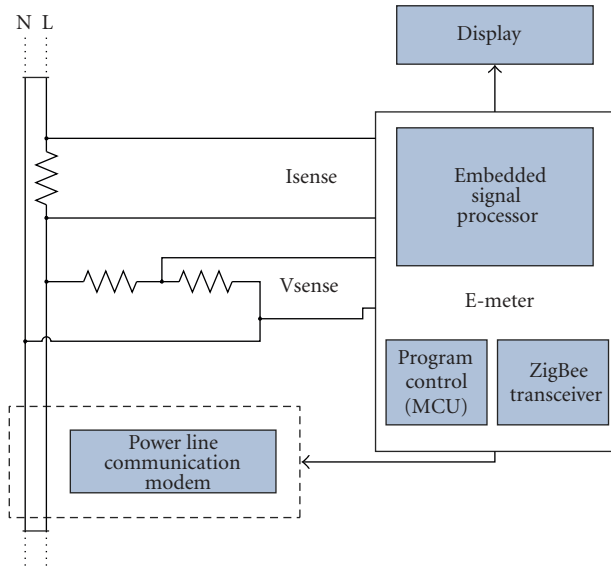 N L
Display
Isense
Embedded
signal
processor
Vsense
E-meter
Program
control
(MCU)
ZigBee
transceiver
Power line
communication
modem